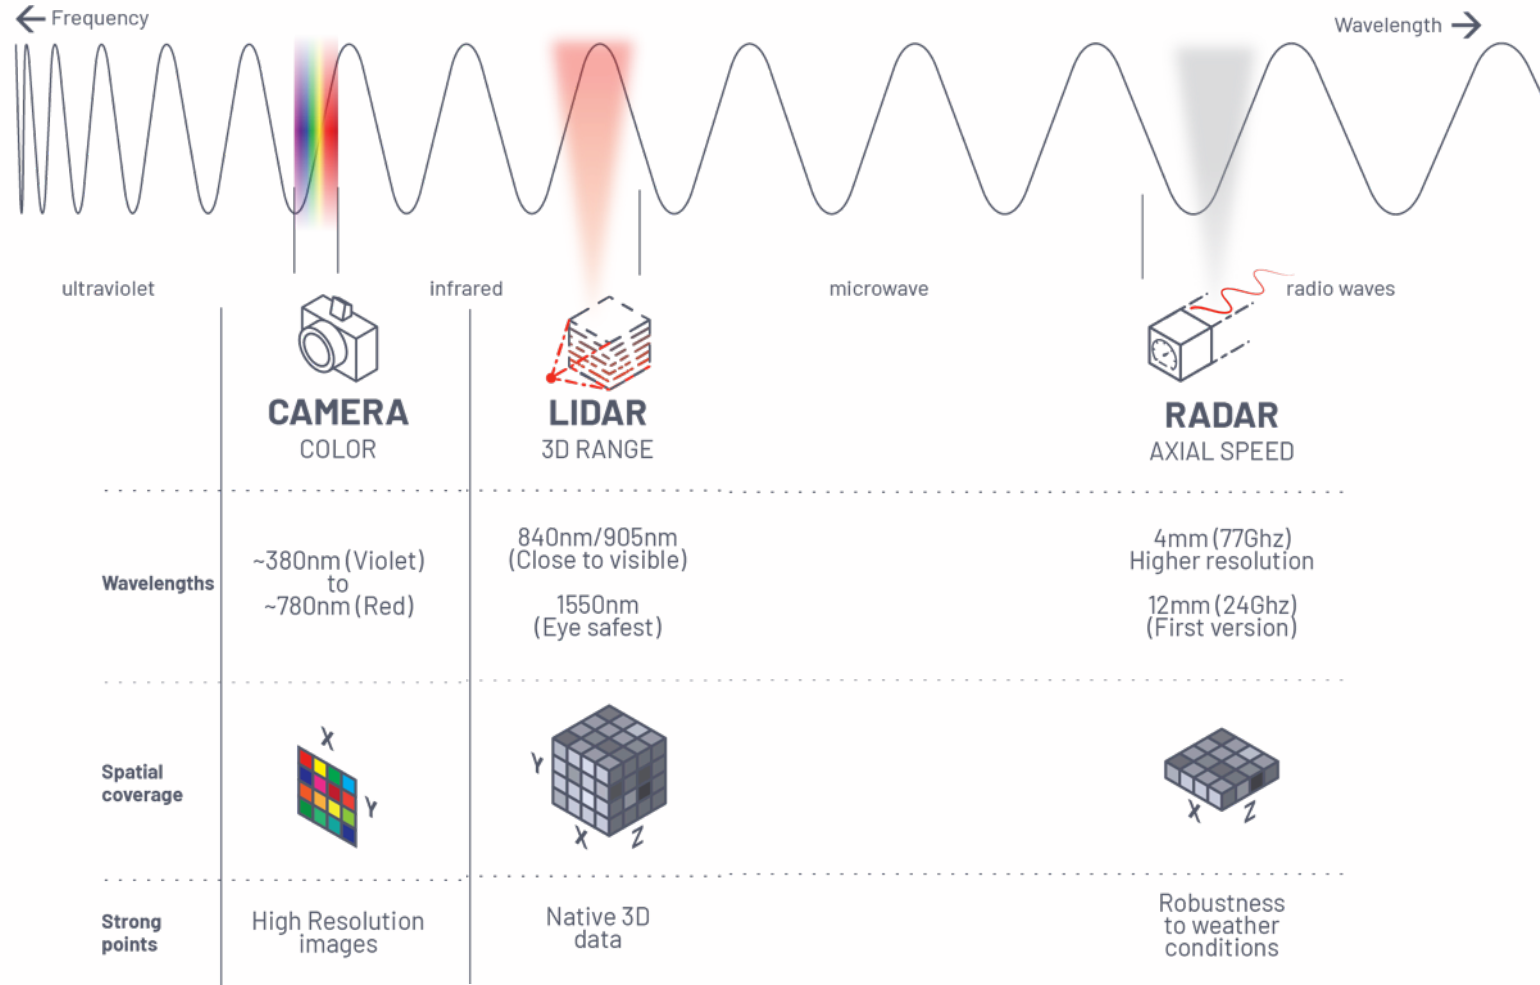 Frequency
Wavelength
ultraviolet
infrared
microwave
radio waves
CAMERA
COLOR
LIDAR
3D RANGE
RADAR
AXIAL SPEED
Wavelengths
~380nm (Violet)
to
~780nm (Red)
840nm/905nm
(Close to visible)
1550nm
(Eye safest)
4mm (77Ghz)
Higher resolution
12mm (24Ghz)
(First version)
Spatial
coverage
X
Y
Y
X
Z
X
Z
Strong
points
High Resolution
images
Native 3D
data
Robustness
to weather
conditions